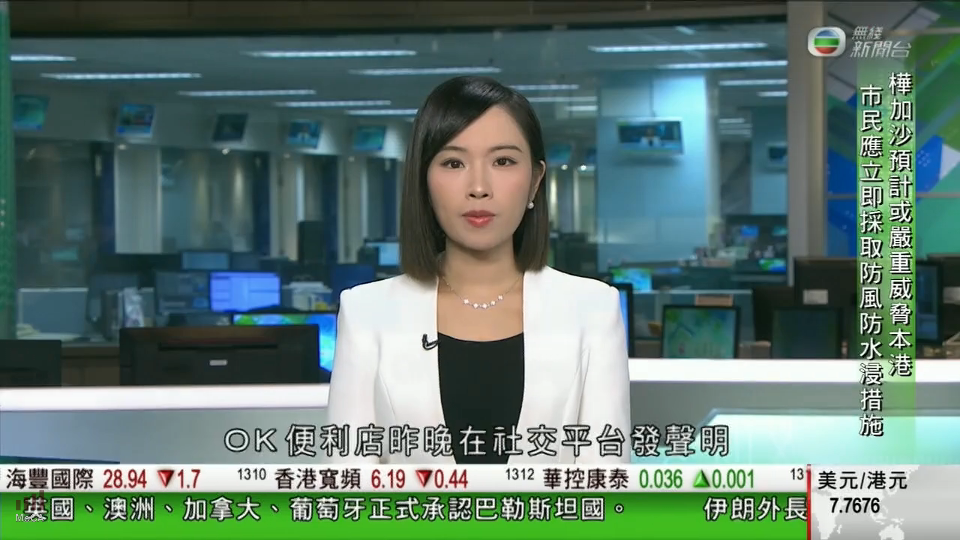 無綫
新聞台
樺加沙預計或嚴重威脅本港
市民應立即採取防風防水浸措施
OK便利店昨晚在社交平台發聲明
海豐國際 28.94 ▼1.7 1310 香港寬頻 6.19 ▼0.44 1312 華控康泰 0.036 ▲0.001 13
美元/港元
7.7676
英國、澳洲、加拿大、葡萄牙正式承認巴勒斯坦國。 伊朗外長